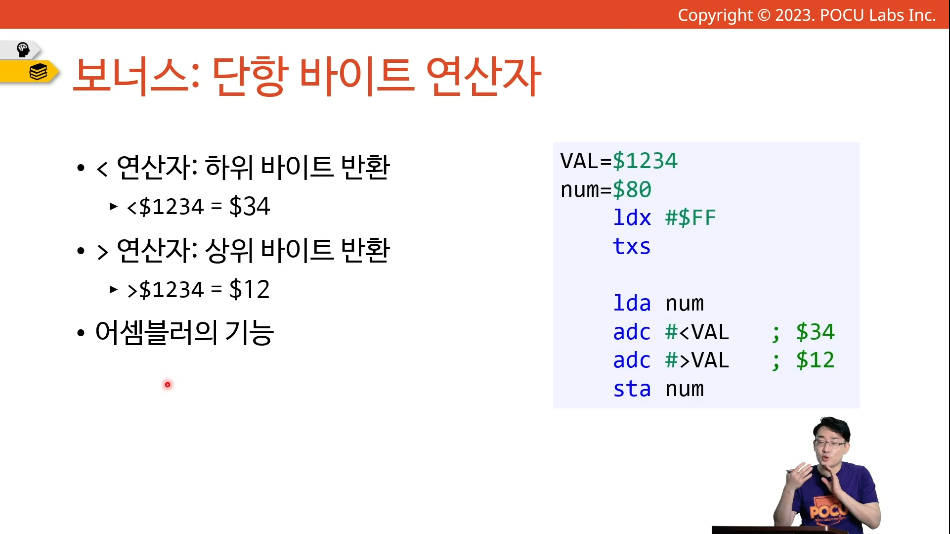 Copyright © 2023. POCU Labs Inc.
보너스: 단항 바이트 연산자
• < 연산자: 하위 바이트 반환
▸ <$1234 = $34
• > 연산자: 상위 바이트 반환
▸ >$1234 = $12
• 어셈블러의 기능
VAL=$1234
num=$80
ldx #$FF
txs
lda num
adc #<VAL ; $34
adc #>VAL ; $12
sta num
POCU